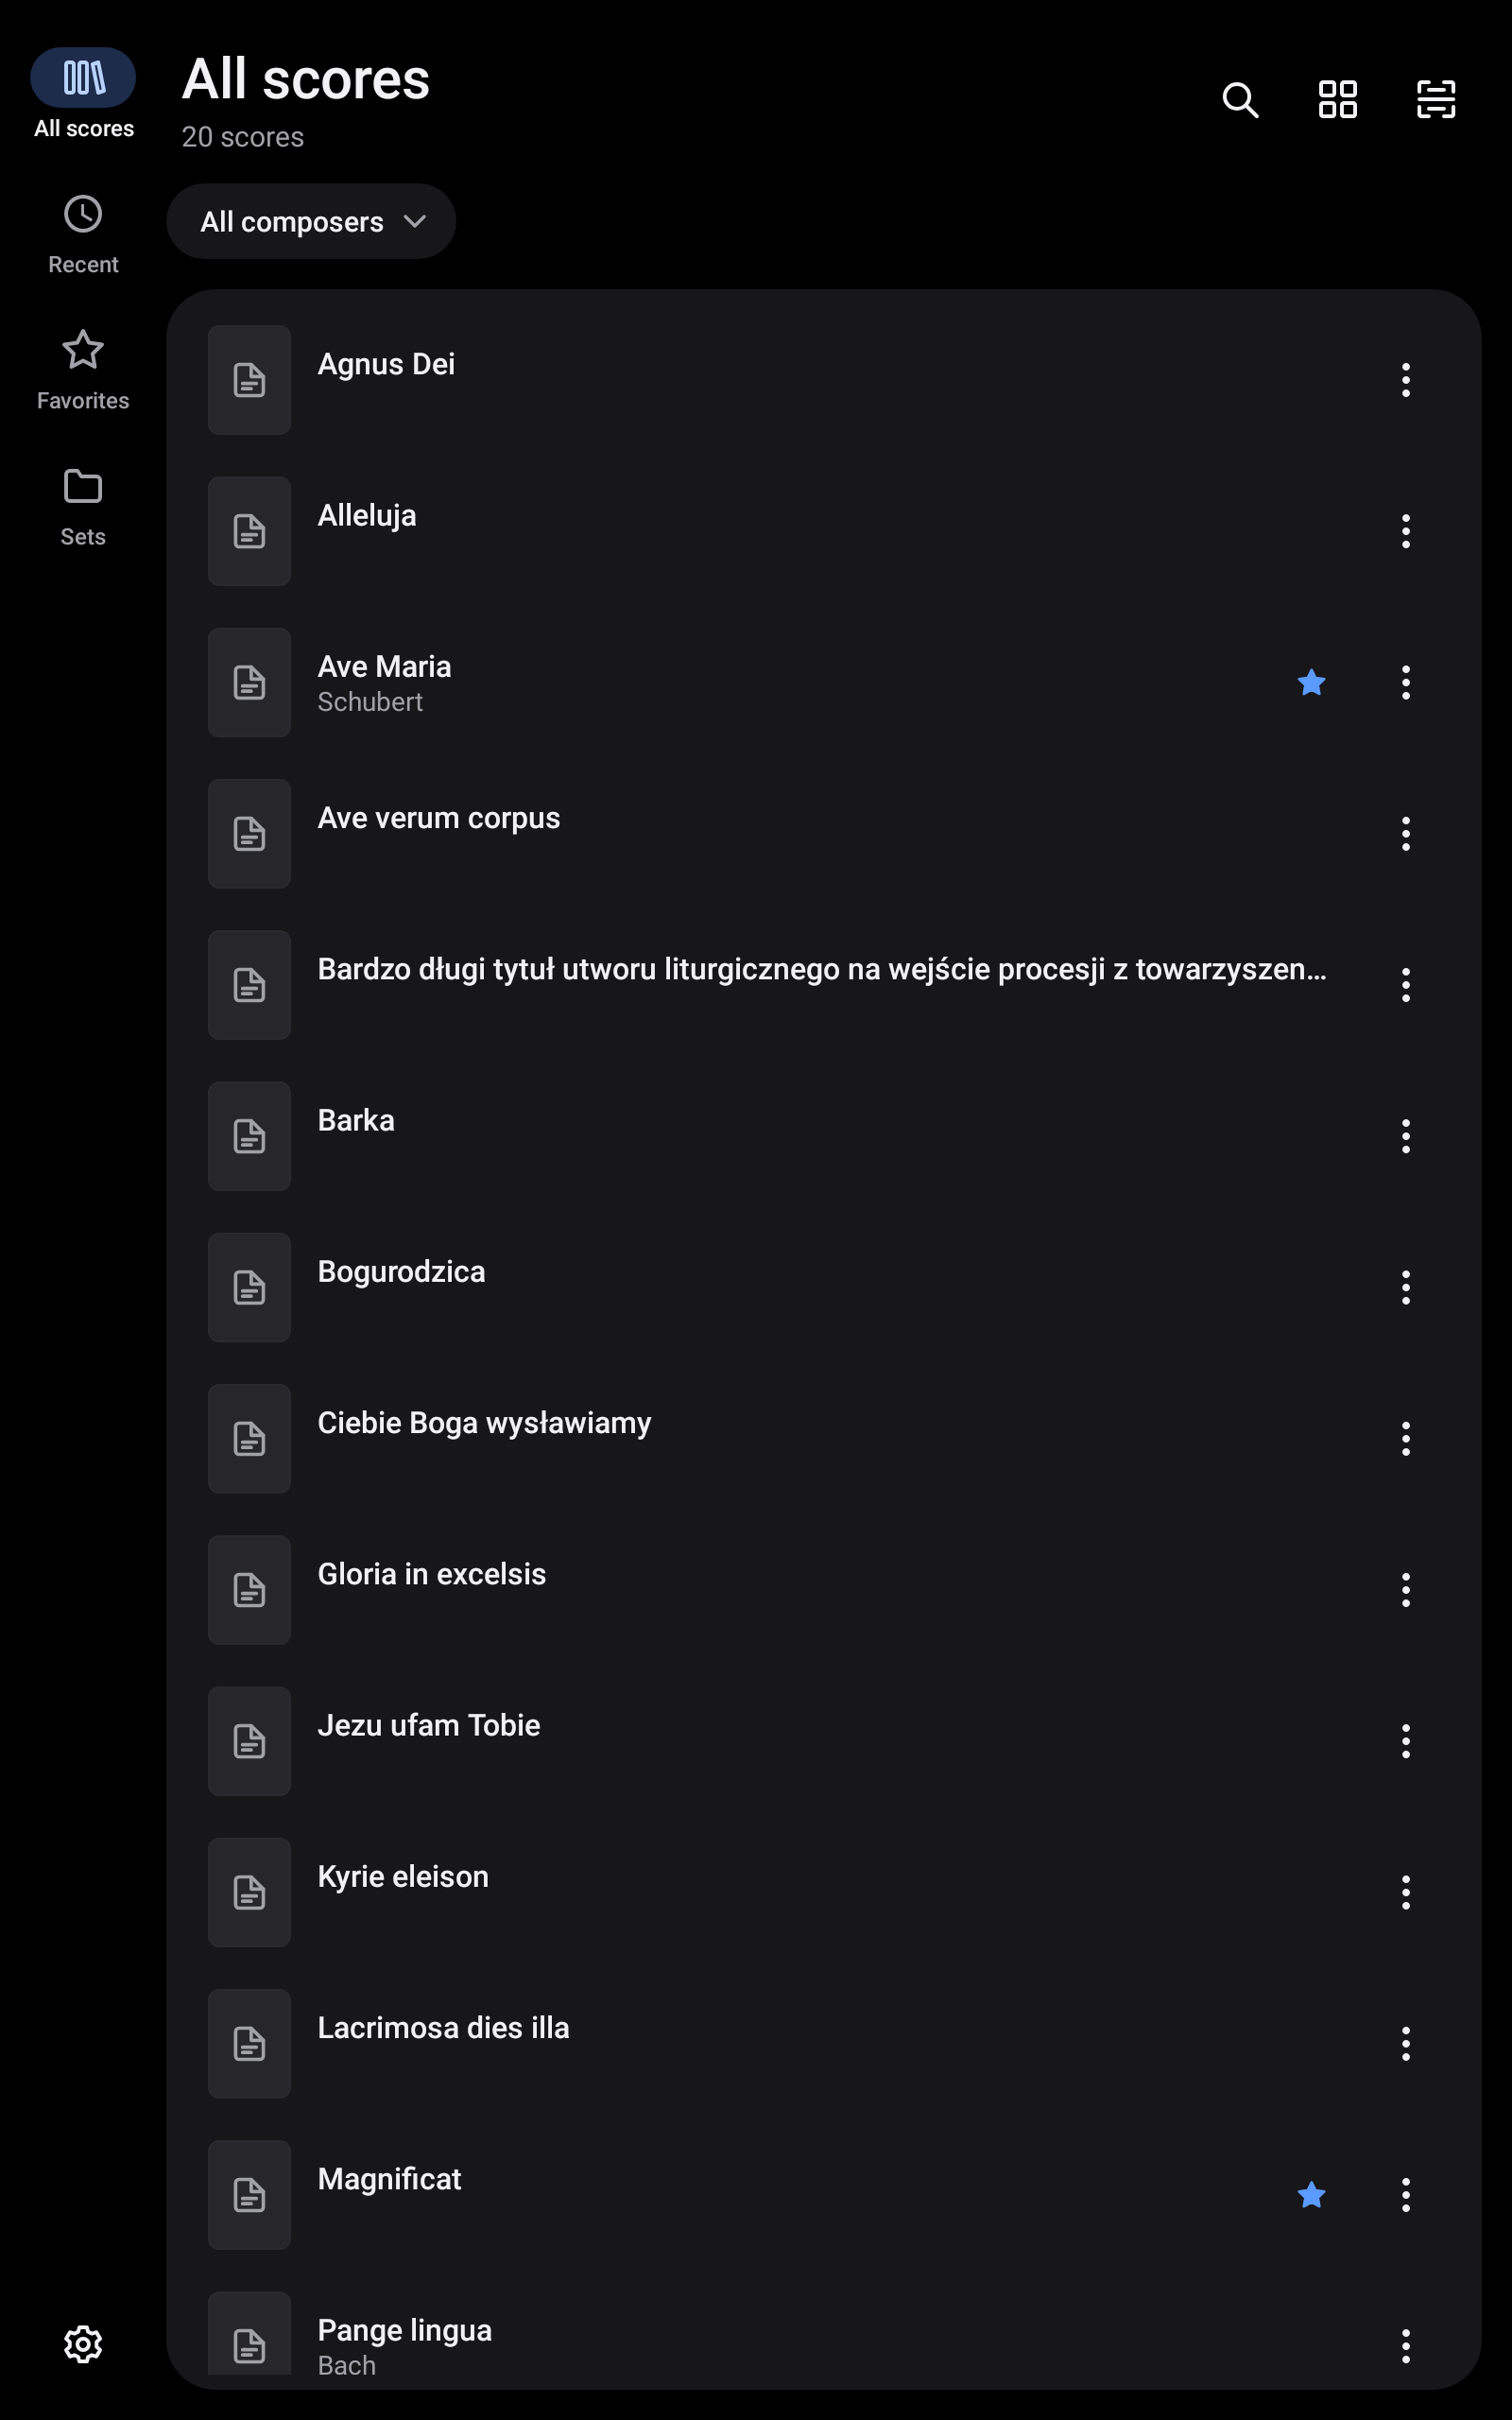 All scores
20 scores
All scores
Recent
Favorites
Sets
All composers
Agnus Dei
Alleluja
Ave Maria
Schubert
Ave verum corpus
Bardzo długi tytuł utworu liturgicznego na wejście procesji z towarzyszen...
Barka
Bogurodzica
Ciebie Boga wysławiamy
Gloria in excelsis
Jezu ufam Tobie
Kyrie eleison
Lacrimosa dies illa
Magnificat
Pange lingua
Bach